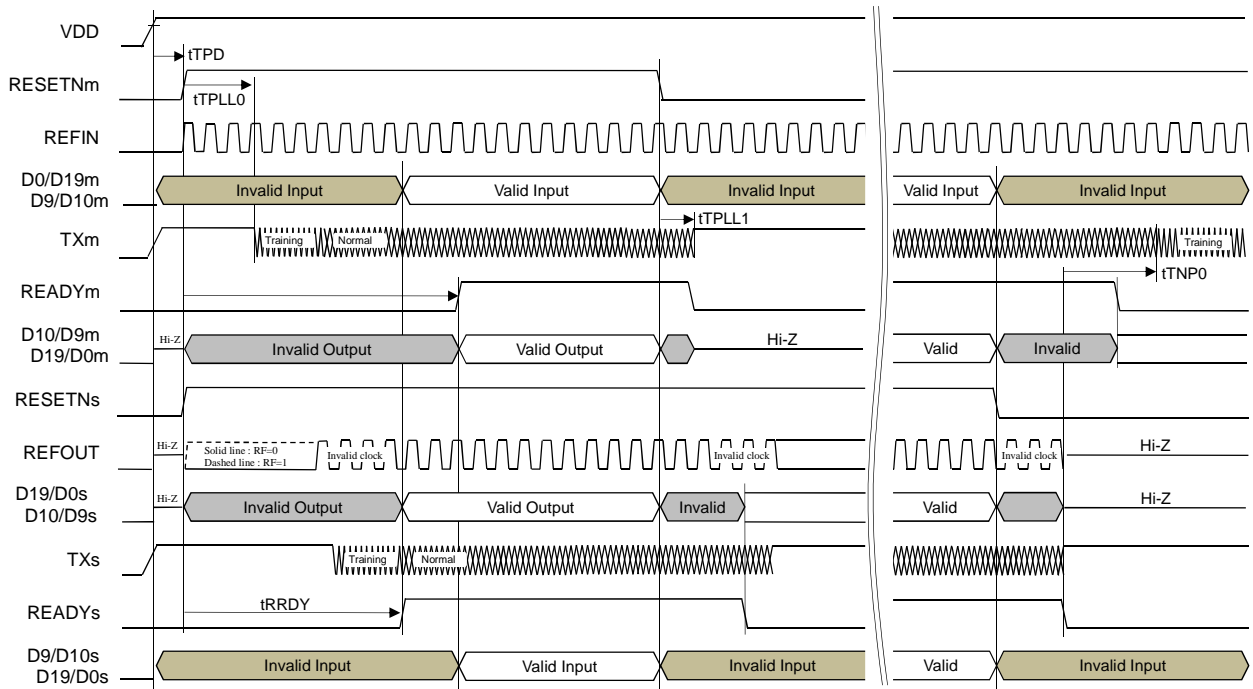 VDD
tTPD
RESETNm
tTPLL0
REFIN
D0/D19m
D9/D10m
Invalid Input
Valid Input
Invalid Input
Valid Input
Invalid Input
tTPLL1
TXm
Training
Normal
Training
tTNP0
READYm
D10/D9m
D19/D0m
Hi-Z
Invalid Output
Valid Output
Hi-Z
Valid
Invalid
RESETNs
REFOUT
Hi-Z
Solid line : RF=0
Dashed line : RF=1
Invalid clock
Invalid clock
Invalid clock
Hi-Z
D19/D0s
D10/D9s
Hi-Z
Invalid Output
Valid Output
Invalid
Valid
Hi-Z
TXs
Training
Normal
tRRDY
READYs
D9/D10s
D19/D0s
Invalid Input
Valid Input
Invalid Input
Valid
Invalid Input